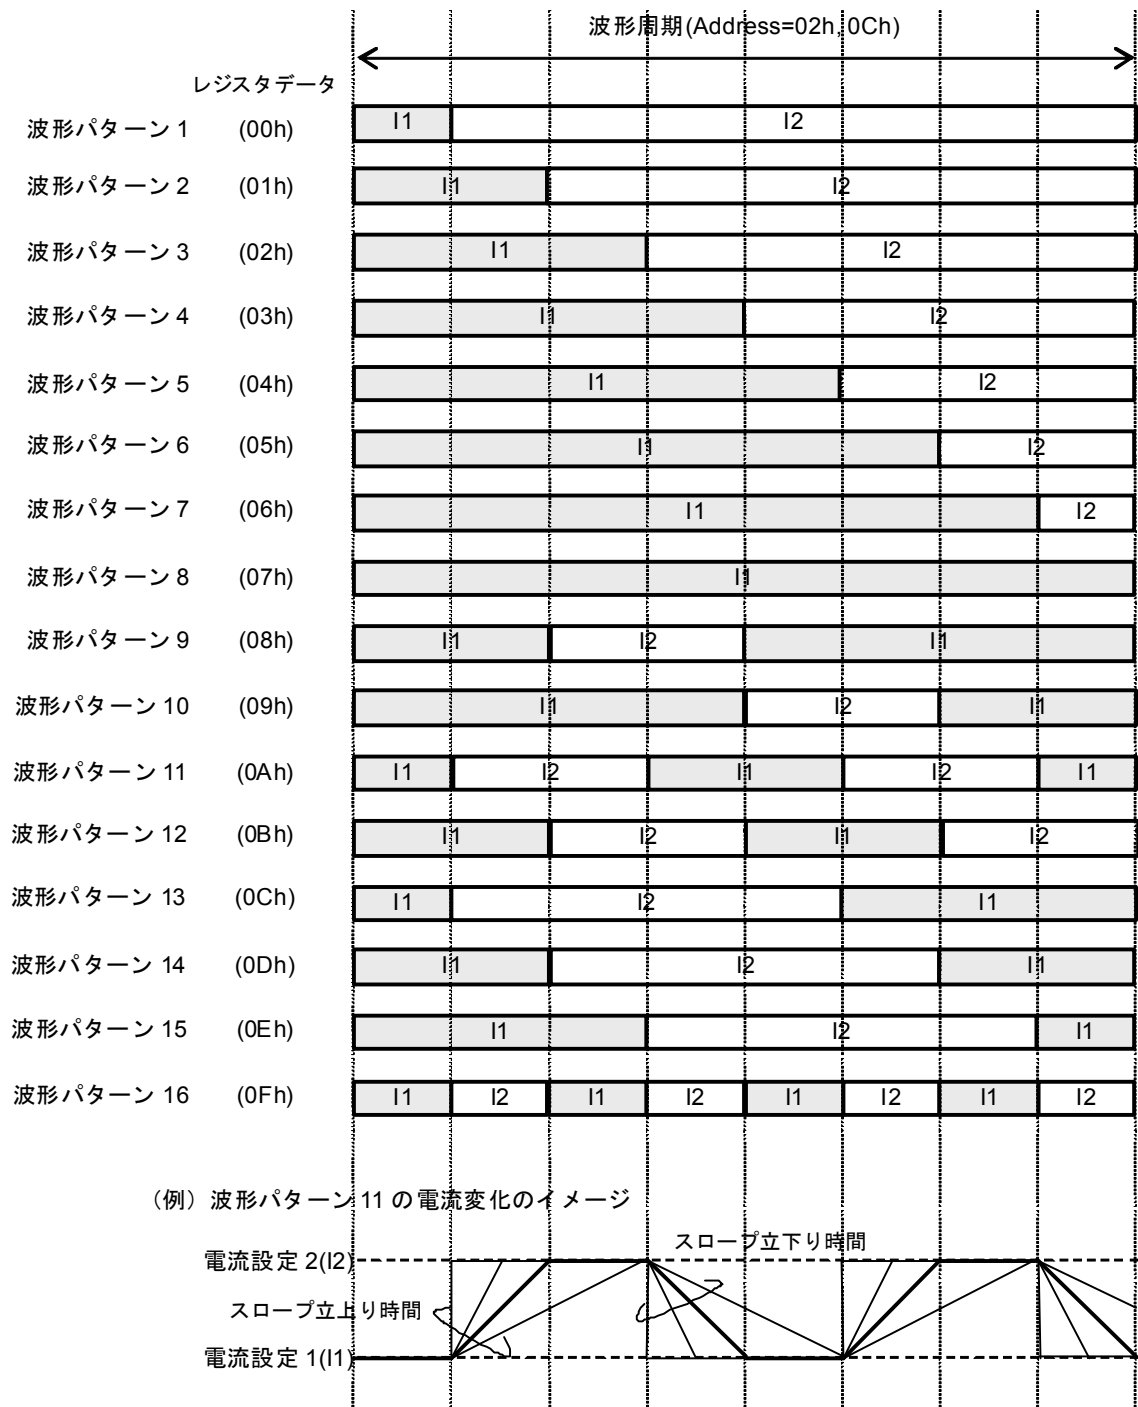 波形周期(Address=02h, 0Ch)
レジスタデータ
波形パターン 1 (00h) I1 I2
波形パターン 2 (01h) I1 I2
波形パターン 3 (02h) I1 I2
波形パターン 4 (03h) I1 I2
波形パターン 5 (04h) I1 I2
波形パターン 6 (05h) I1 I2
波形パターン 7 (06h) I1 I2
波形パターン 8 (07h) I1
波形パターン 9 (08h) I1 I2 I1
波形パターン 10 (09h) I1 I2 I1
波形パターン 11 (0Ah) I1 I2 I1 I2 I1
波形パターン 12 (0Bh) I1 I2 I1 I2
波形パターン 13 (0Ch) I1 I2 I1
波形パターン 14 (0Dh) I1 I2 I1
波形パターン 15 (0Eh) I1 I2 I1
波形パターン 16 (0Fh) I1 I2 I1 I2 I1 I2 I1 I2
（例）波形パターン 11 の電流変化のイメージ
スロープ立下り時間
電流設定 2(I2)
スロープ立上り時間
電流設定 1(I1)